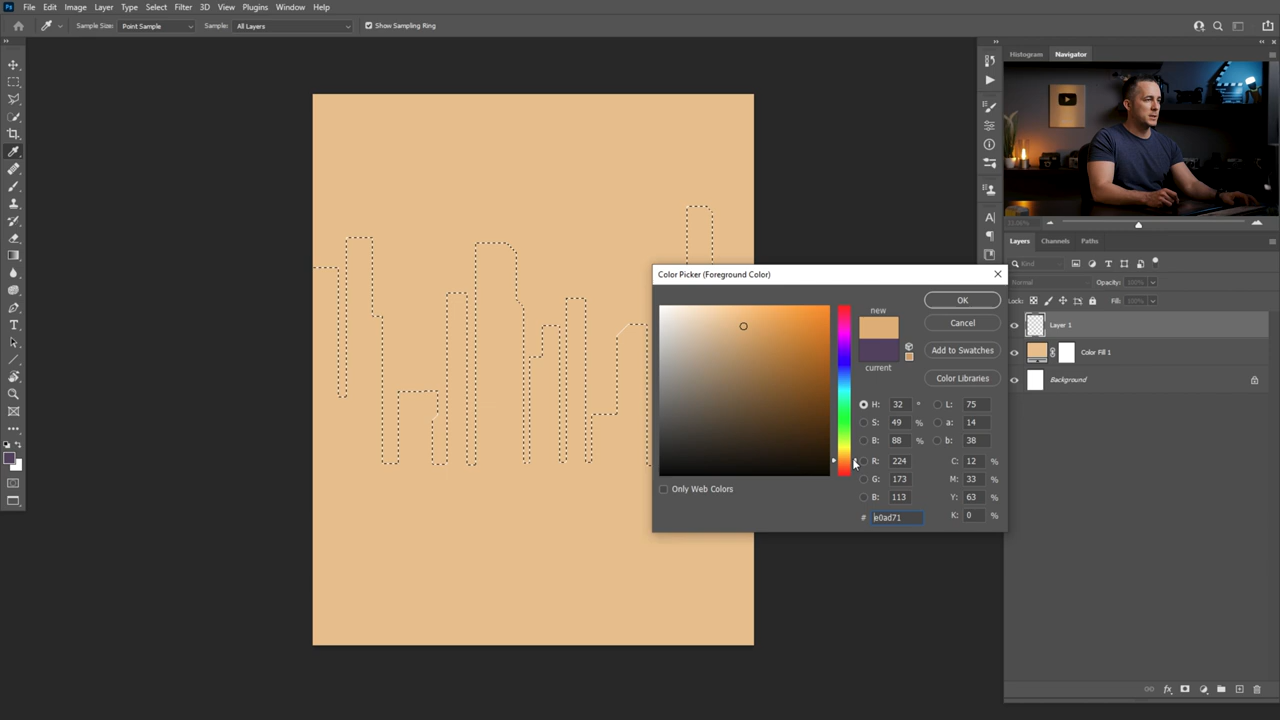 Ps File Edit Image Layer Type Select Filter 3D View Plugins Window Help
Sample Size: Point Sample Sample: All Layers Show Sampling Ring
Histogram Navigator
Layers Channels Paths
Kind
Normal Opacity: 100%
Lock: Fill: 100%
Layer 1
Color Fill 1
Background
Color Picker (Foreground Color)
new
current
OK
Cancel
Add to Swatches
Color Libraries
H: 32 ° L: 75
S: 49 % a: 14
B: 88 % b: 38
R: 224 C: 12 %
G: 173 M: 33 %
B: 113 Y: 63 %
# e0ad71 K: 0 %
Only Web Colors